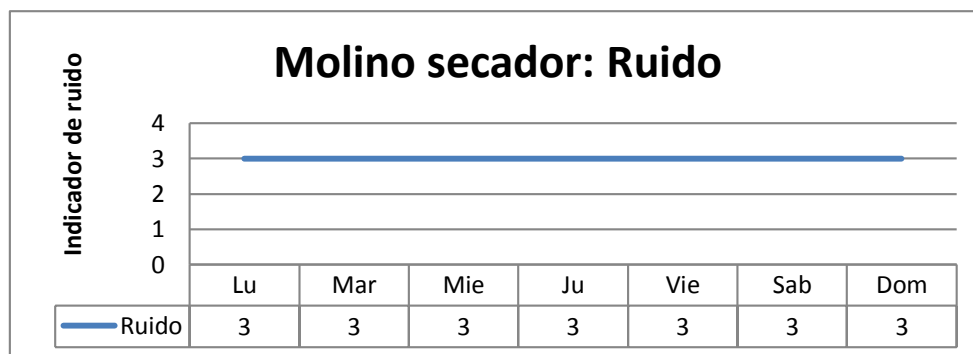 Molino secador: Ruido
Indicador de ruido
4
3
2
1
0
Lu Mar Mie Ju Vie Sab Dom
Ruido 3 3 3 3 3 3 3